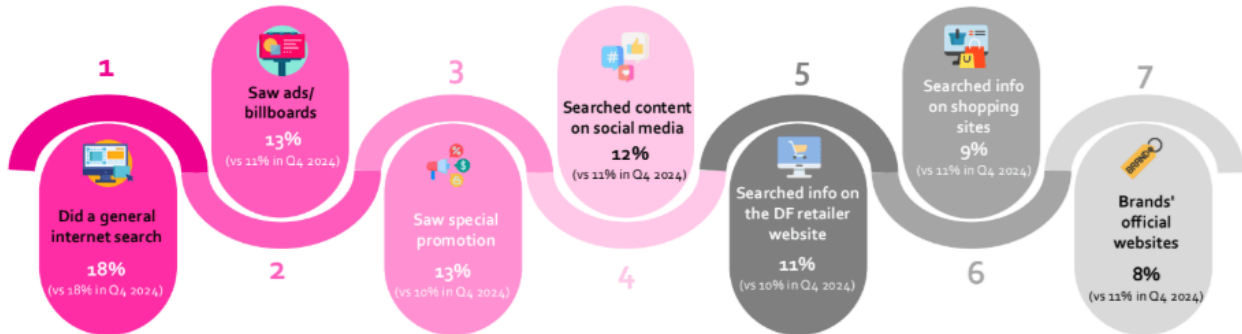 1
Did a general
internet search
18%
(vs 18% in Q4 2024)
Saw ads/
billboards
13%
(vs 11% in Q4 2024)
2
3
Saw special
promotion
13%
(vs 10% in Q4 2024)
#
%
$
Searched content
on social media
12%
(vs 11% in Q4 2024)
4
5
Searched info on
the DF retailer
website
11%
(vs 10% in Q4 2024)
Searched info
on shopping
sites
9%
(vs 11% in Q4 2024)
6
7
BRAND
Brands'
official
websites
8%
(vs 11% in Q4 2024)